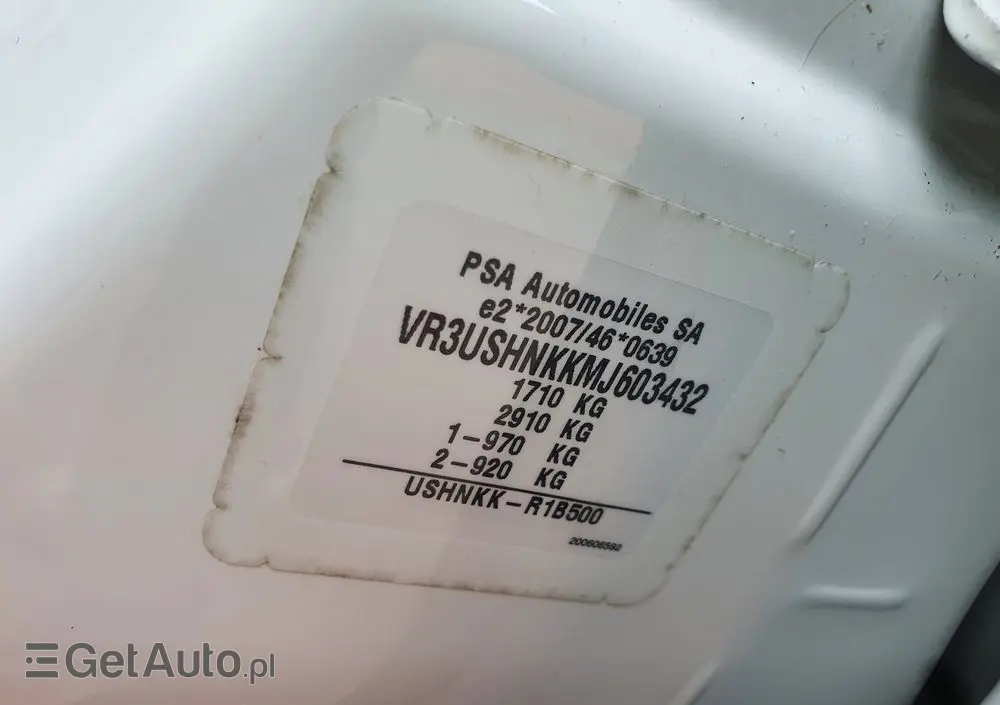 PSA Automobiles SA
e2*2007/46*0639
VR3USHNKKMJ603432
1710 KG
2910 KG
1-970 KG
2-920 KG
USHNKK-R1B500
200606592
GetAuto.pl